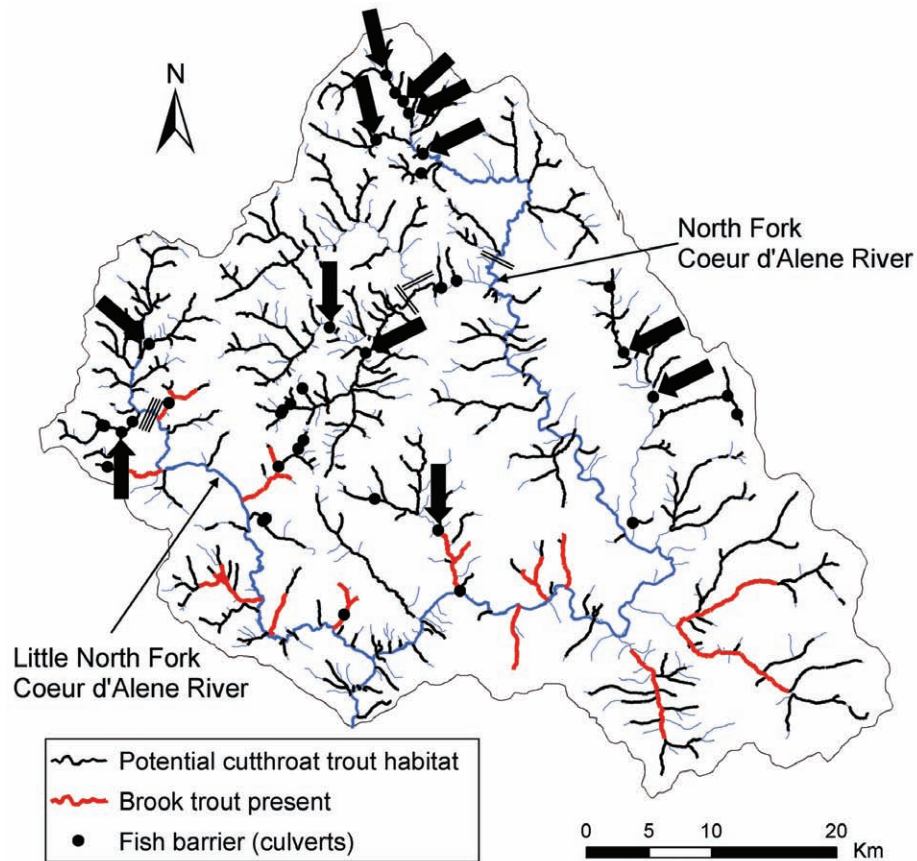 N
North Fork
Coeur d'Alene River
Little North Fork
Coeur d'Alene River
Potential cutthroat trout habitat
Brook trout present
Fish barrier (culverts)
0 5 10 20
Km